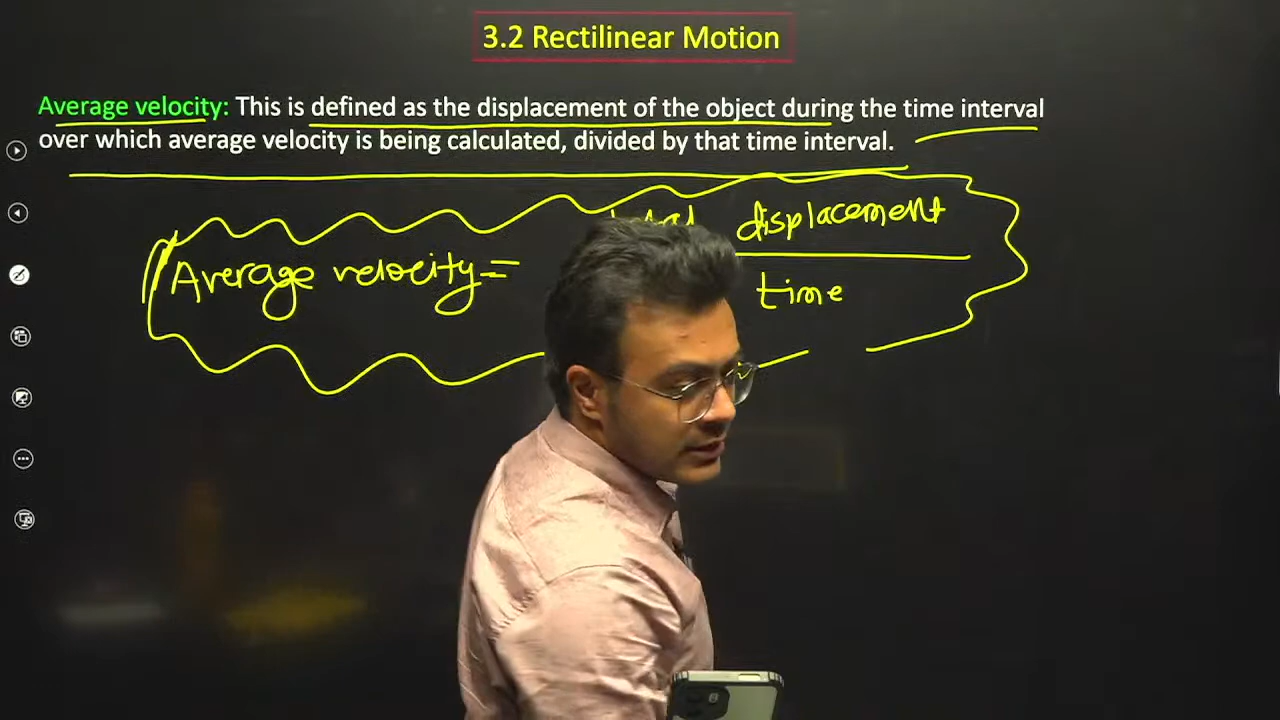 3.2 Rectilinear Motion
Average velocity: This is defined as the displacement of the object during the time interval
over which average velocity is being calculated, divided by that time interval.
displacement
Average velocity =
time